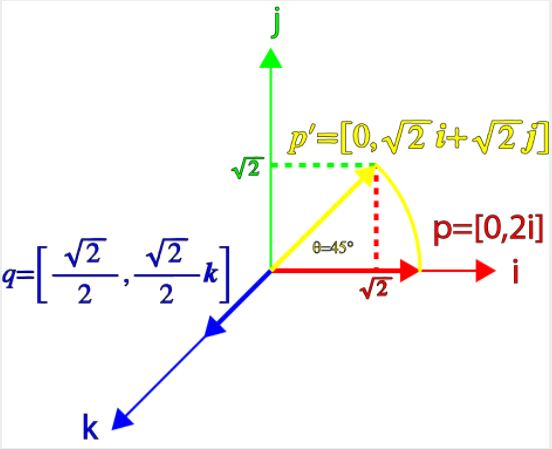 j
p′=[0,√2 i+√2 j]
√2
p=[0,2i]
θ=45°
q=[√2/2, √2/2 k]
i
√2
k